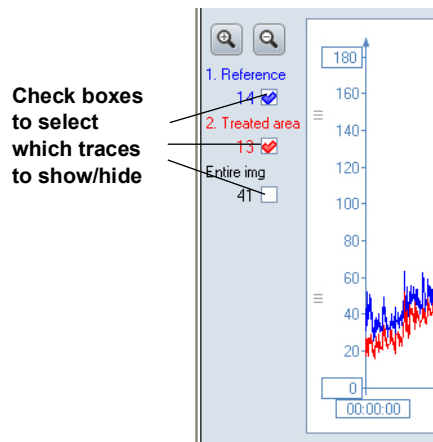 Check boxes
to select
which traces
to show/hide
1. Reference
14
2. Treated area
13
Entire img
41
180
160
140
120
100
80
60
40
20
0
00:00:00